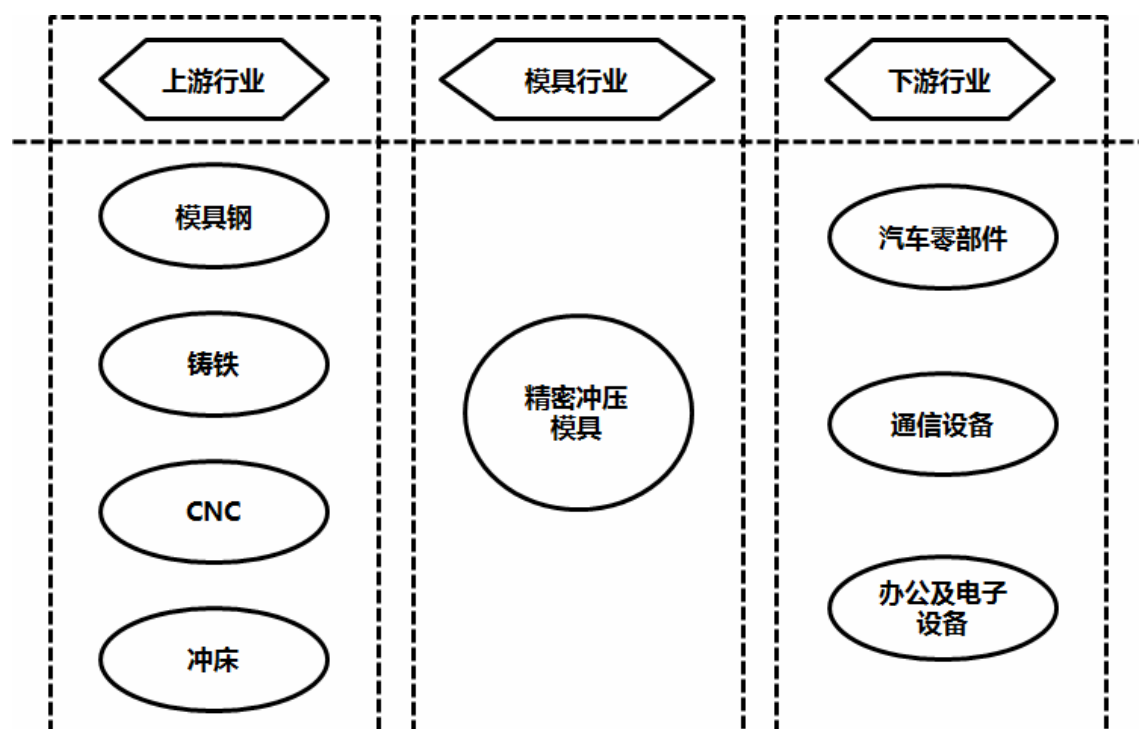 上游行业
模具行业
下游行业
模具钢
铸铁
CNC
冲床
精密冲压
模具
汽车零部件
通信设备
办公及电子
设备